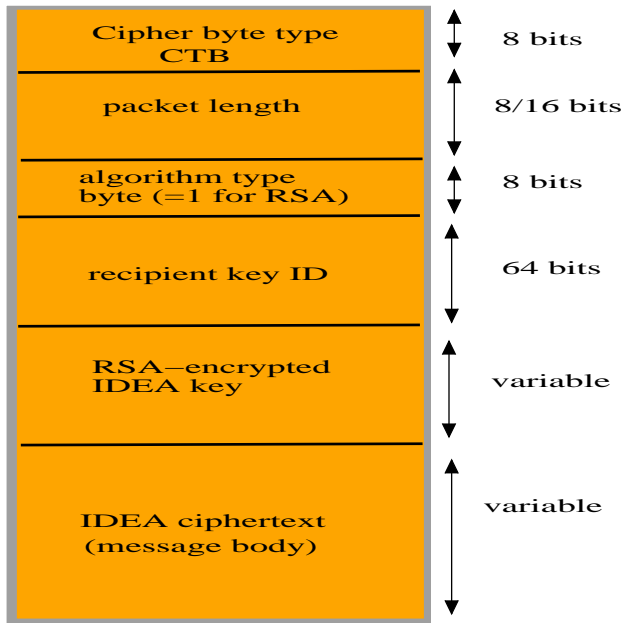 Cipher byte type
CTB
8 bits
packet length
8/16 bits
algorithm type
byte (=1 for RSA)
8 bits
recipient key ID
64 bits
RSA−encrypted
IDEA key
variable
IDEA ciphertext
(message body)
variable